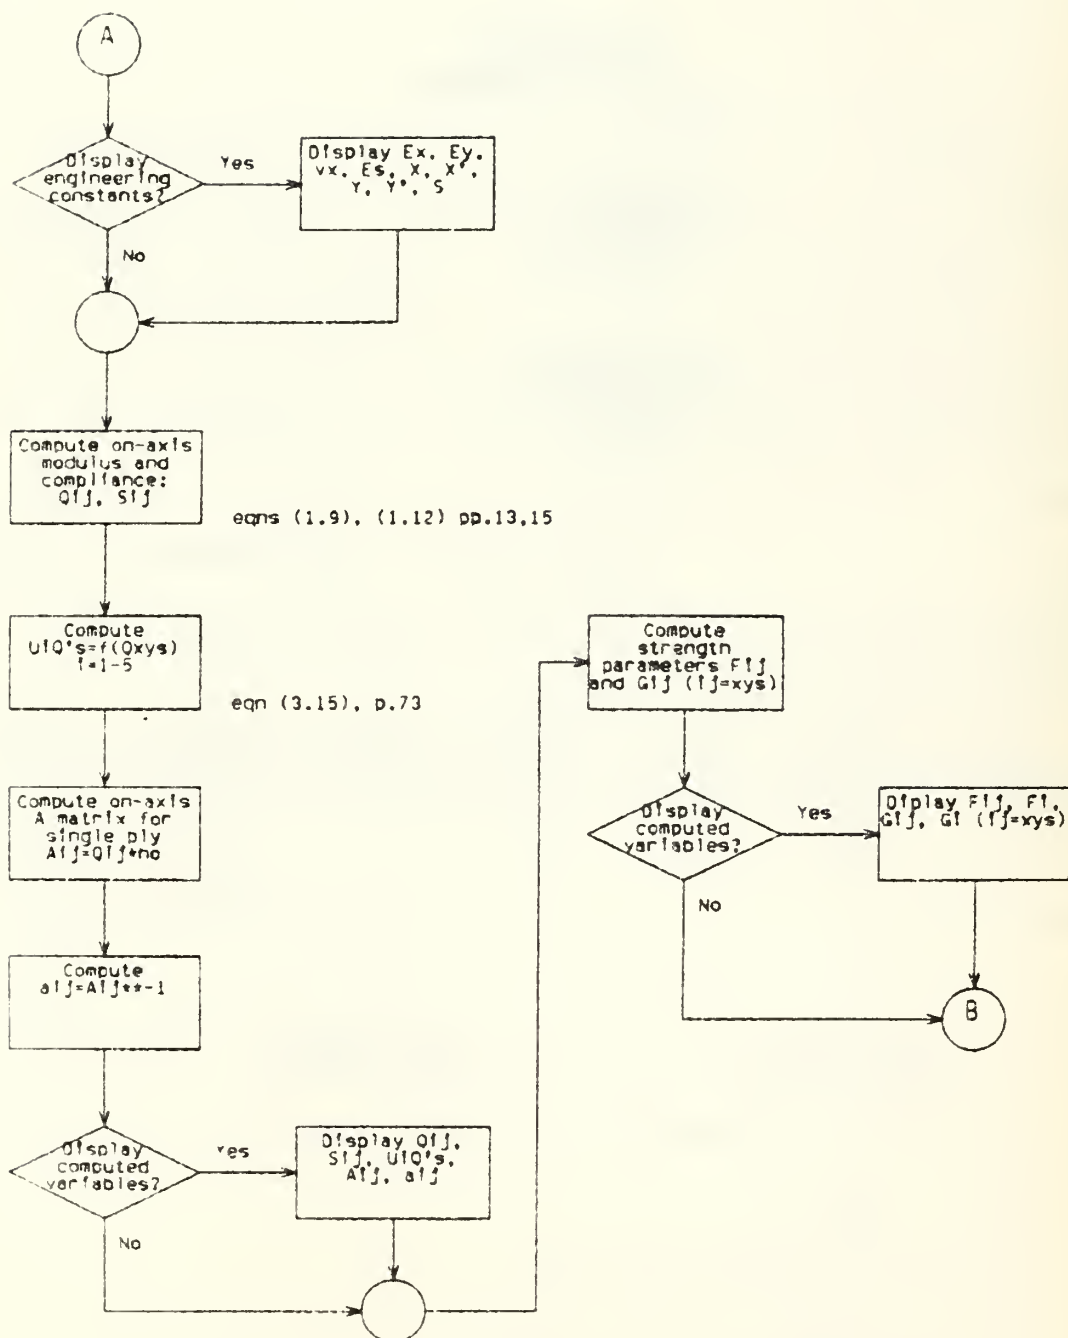 A
Display
engineering
constants?
Yes
Display Ex, Ey,
vx, Es, X, X',
Y, Y', S
No
Compute on-axis
modulus and
compliance:
Qij, Sij
eqns (1.9), (1.12) pp.13,15
Compute
UiQ's=f(Qxys)
i=1-5
eqn (3.15), p.73
Compute on-axis
A matrix for
single ply
Aij=Qij*ho
Compute
aij=Aij**-1
Display
computed
variables?
Yes
Display Qij,
Sij, UiQ's,
Aij, aij
No
Compute
strength
parameters Fij
and Gij (ij=xys)
Display
computed
variables?
Yes
Diplay Fij, Fi,
Gij, Gi (ij=xys)
No
B